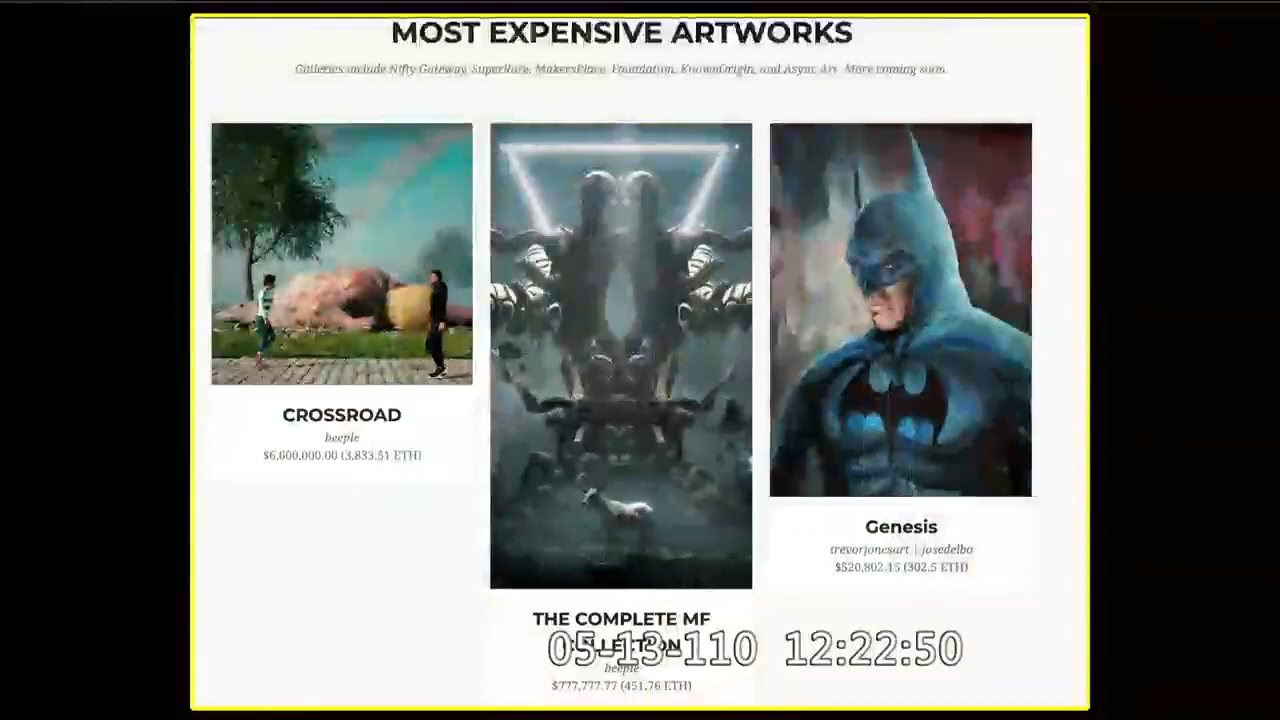 MOST EXPENSIVE ARTWORKS
Galleries include Nifty Gateway, SuperRare, MakersPlace, Foundation, KnownOrigin, and Async Art. More coming soon.
CROSSROAD
beeple
$6,600,000.00 (3,833.51 ETH)
THE COMPLETE MF
COLLECTION
beeple
$777,777.77 (451.76 ETH)
Genesis
trevorjonesart | josedelbo
$520,802.15 (302.5 ETH)
05-13-110 12:22:50